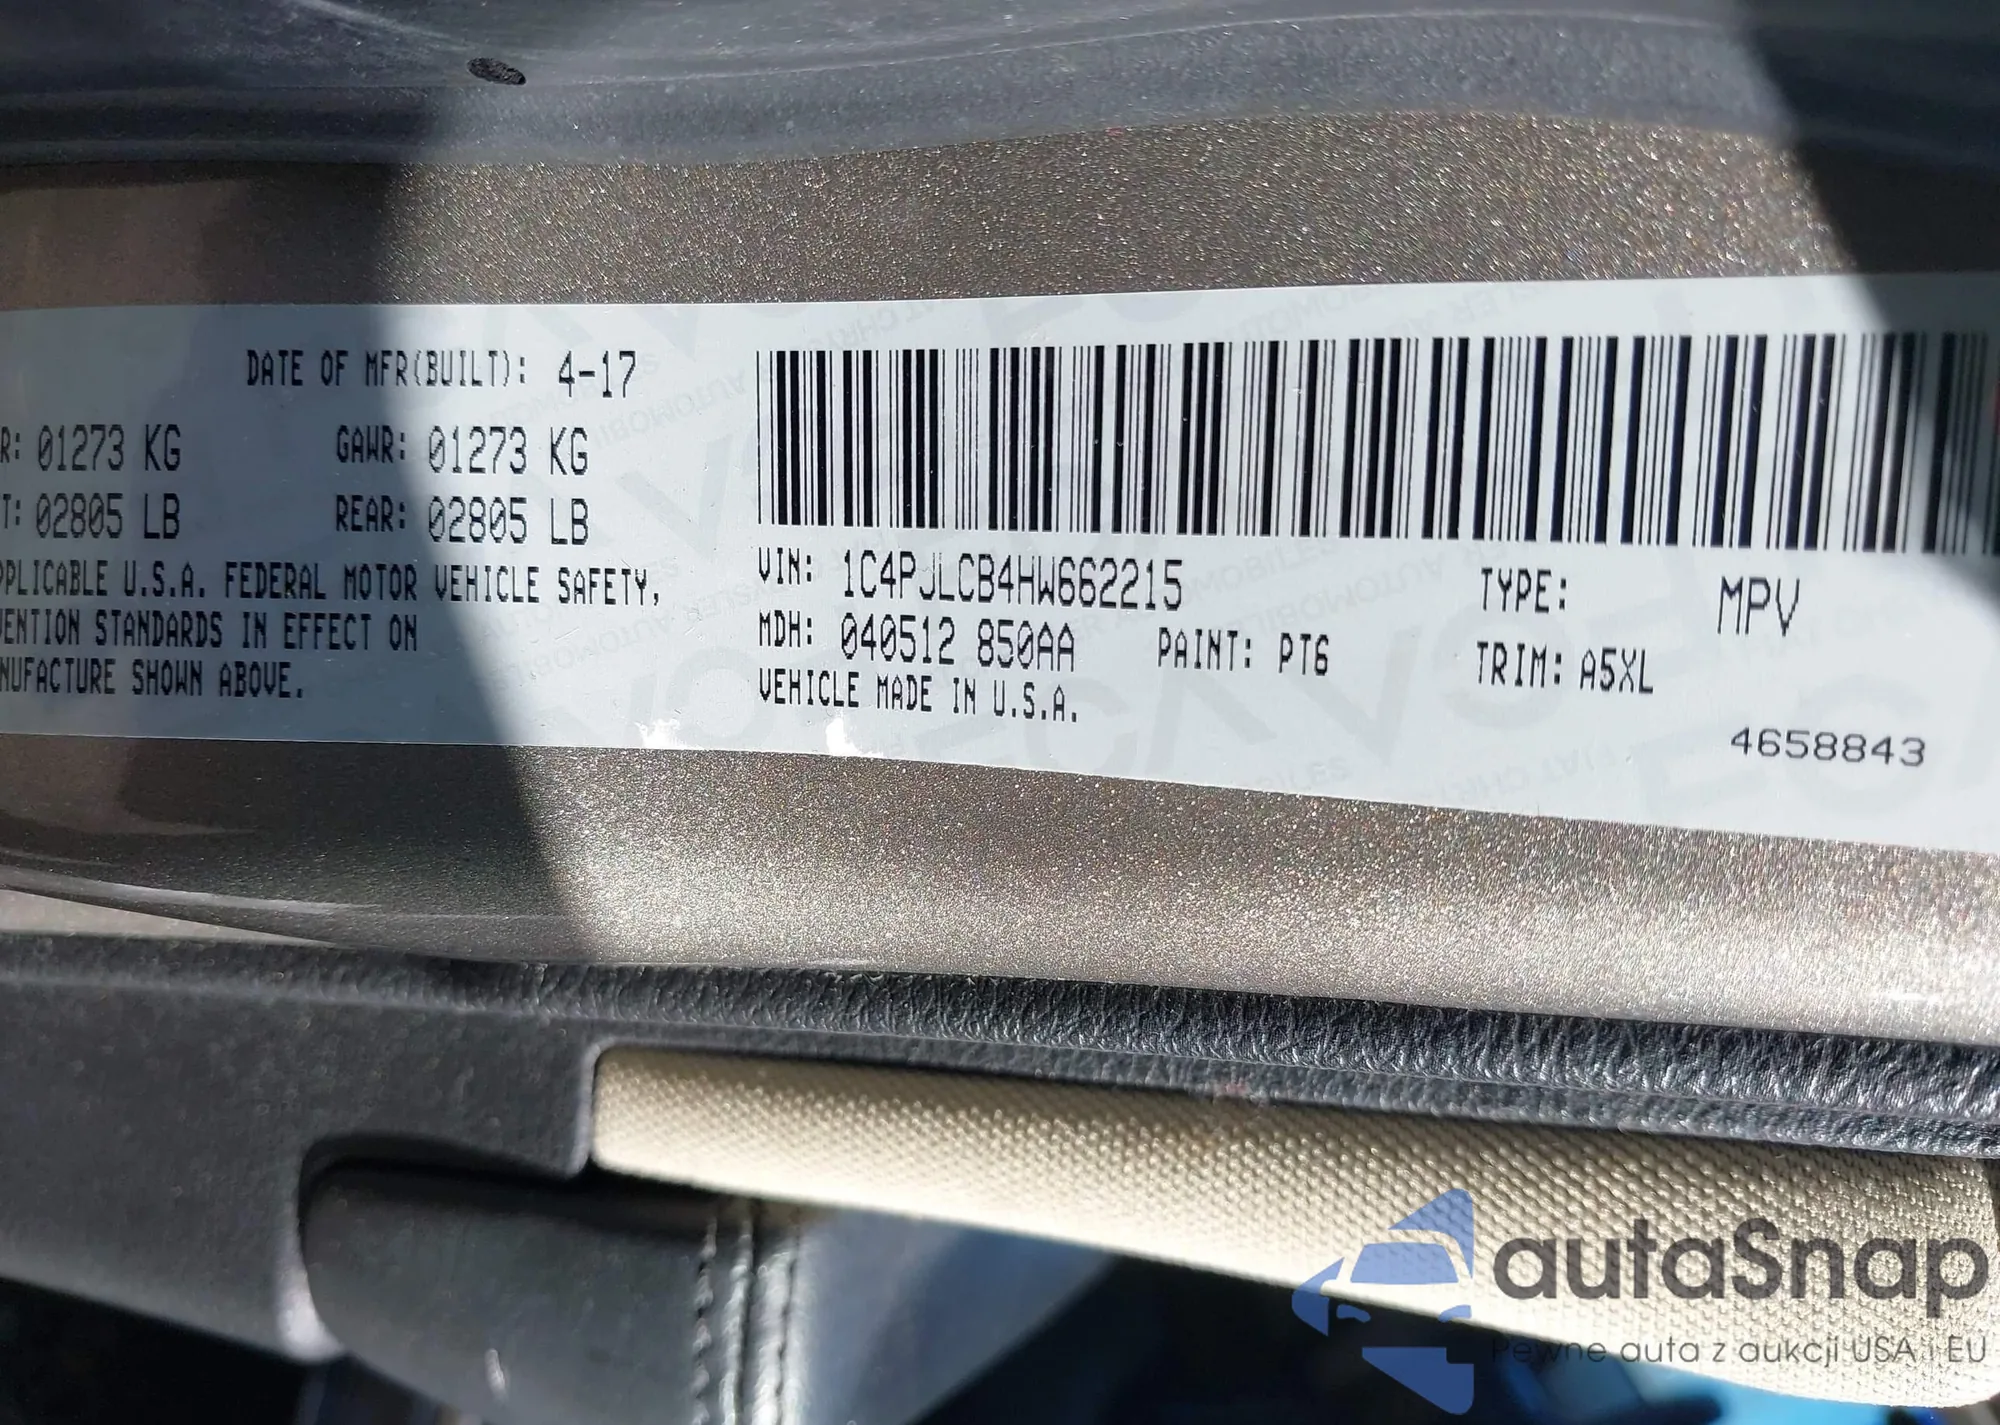 DATE OF MFR(BUILT): 4-17
R: 01273 KG GAWR: 01273 KG
T: 02805 LB REAR: 02805 LB
PPLICABLE U.S.A. FEDERAL MOTOR VEHICLE SAFETY,
VENTION STANDARDS IN EFFECT ON
NUFACTURE SHOWN ABOVE.
VIN: 1C4PJLCB4HW662215 TYPE: MPV
MDH: 040512 850AA PAINT: PT6 TRIM: A5XL
VEHICLE MADE IN U.S.A.
4658843
autaSnap
Pewne auta z aukcji USA i EU